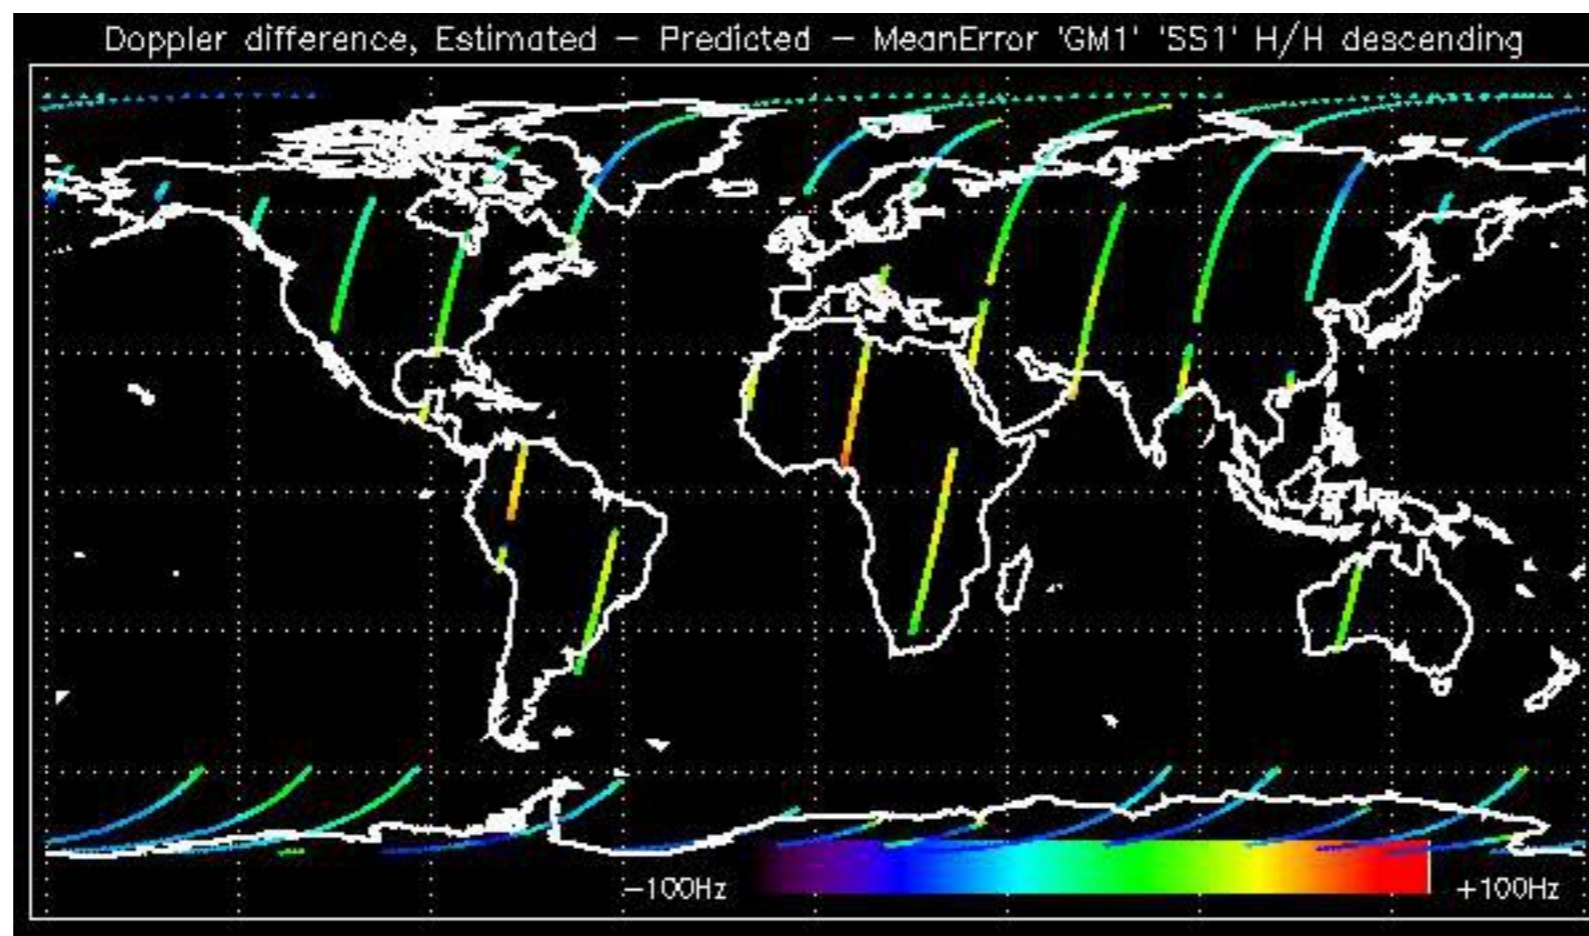 Doppler difference, Estimated — Predicted — MeanError 'GM1' 'SS1' H/H descending
−100Hz +100Hz